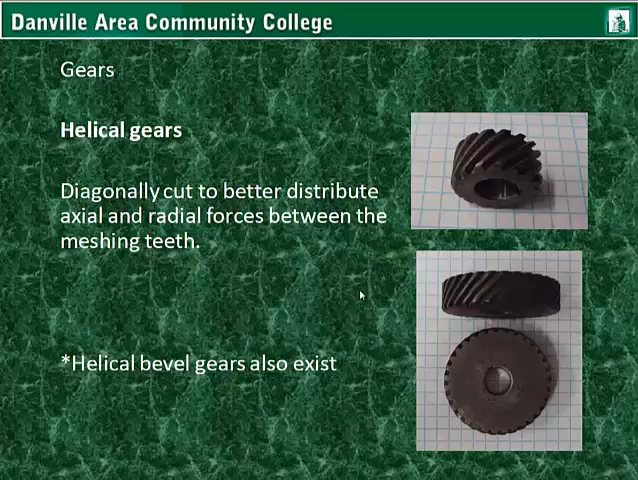 Danville Area Community College
Gears
Helical gears
Diagonally cut to better distribute
axial and radial forces between the
meshing teeth.
*Helical bevel gears also exist